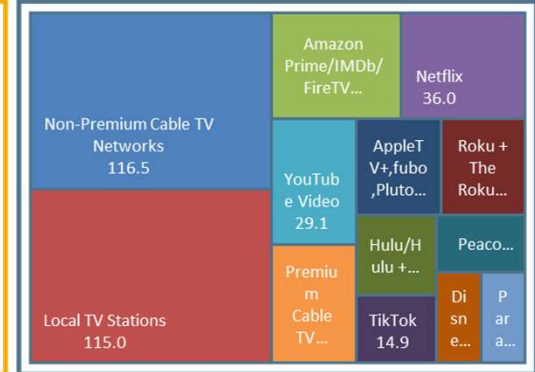 Non-Premium Cable TV
Networks
116.5
Local TV Stations
115.0
Amazon
Prime/IMDb/
FireTV...
Netflix
36.0
YouTub
e Video
29.1
AppleT
V+,fubo
,Pluto...
Roku +
The
Roku...
Premiu
m
Cable
TV...
Hulu/H
ulu +...
Peaco...
TikTok
14.9
Di
sn
e...
P
ar
a...